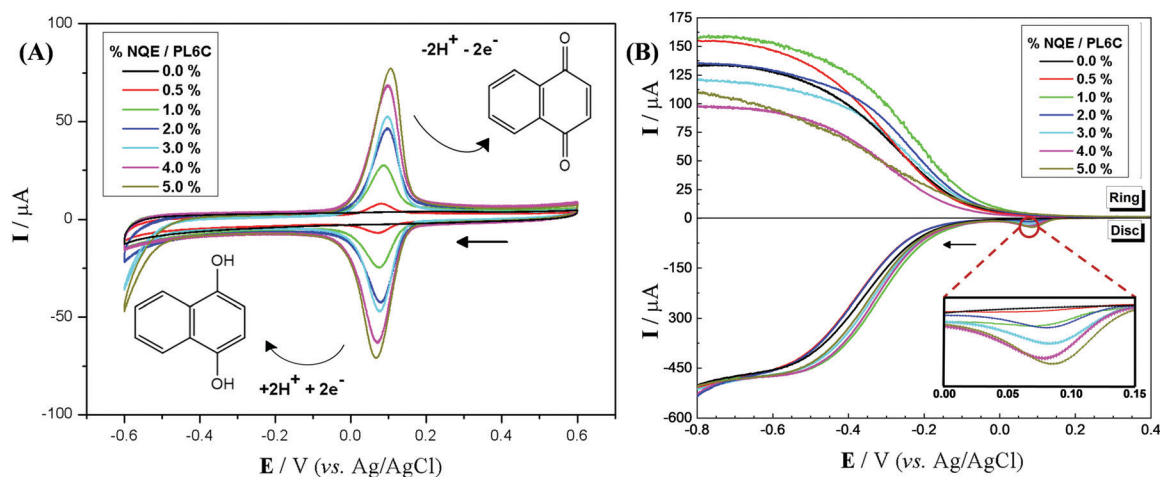 (A)
% NQE / PL6C
0.0 %
0.5 %
1.0 %
2.0 %
3.0 %
4.0 %
5.0 %
-2H+ - 2e-
O
O
OH
OH
+2H+ + 2e-
I / μA
100
50
0
-50
-100
-0.6
-0.4
-0.2
0.0
0.2
0.4
0.6
E / V (vs. Ag/AgCl)
(B)
% NQE / PL6C
0.0 %
0.5 %
1.0 %
2.0 %
3.0 %
4.0 %
5.0 %
Ring
Disc
I / μA
175
150
125
100
75
50
25
0
I / μA
-150
-300
-450
-600
0.00
0.05
0.10
0.15
-0.8
-0.6
-0.4
-0.2
0.0
0.2
0.4
E / V (vs. Ag/AgCl)